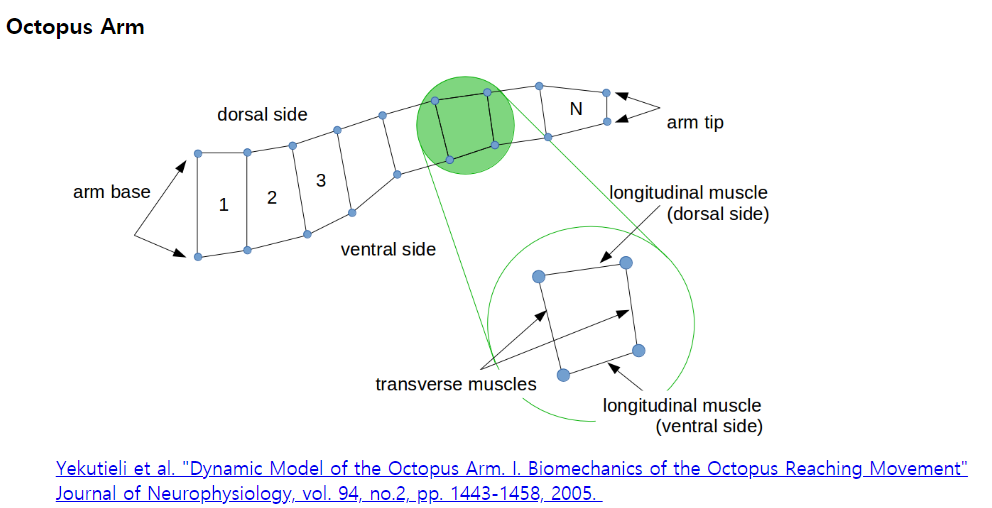 Octopus Arm
dorsal side
N
arm tip
arm base
3
2
1
longitudinal muscle
(dorsal side)
ventral side
transverse muscles
longitudinal muscle
(ventral side)
Yekutieli et al. "Dynamic Model of the Octopus Arm. I. Biomechanics of the Octopus Reaching Movement"
Journal of Neurophysiology, vol. 94, no.2, pp. 1443-1458, 2005.